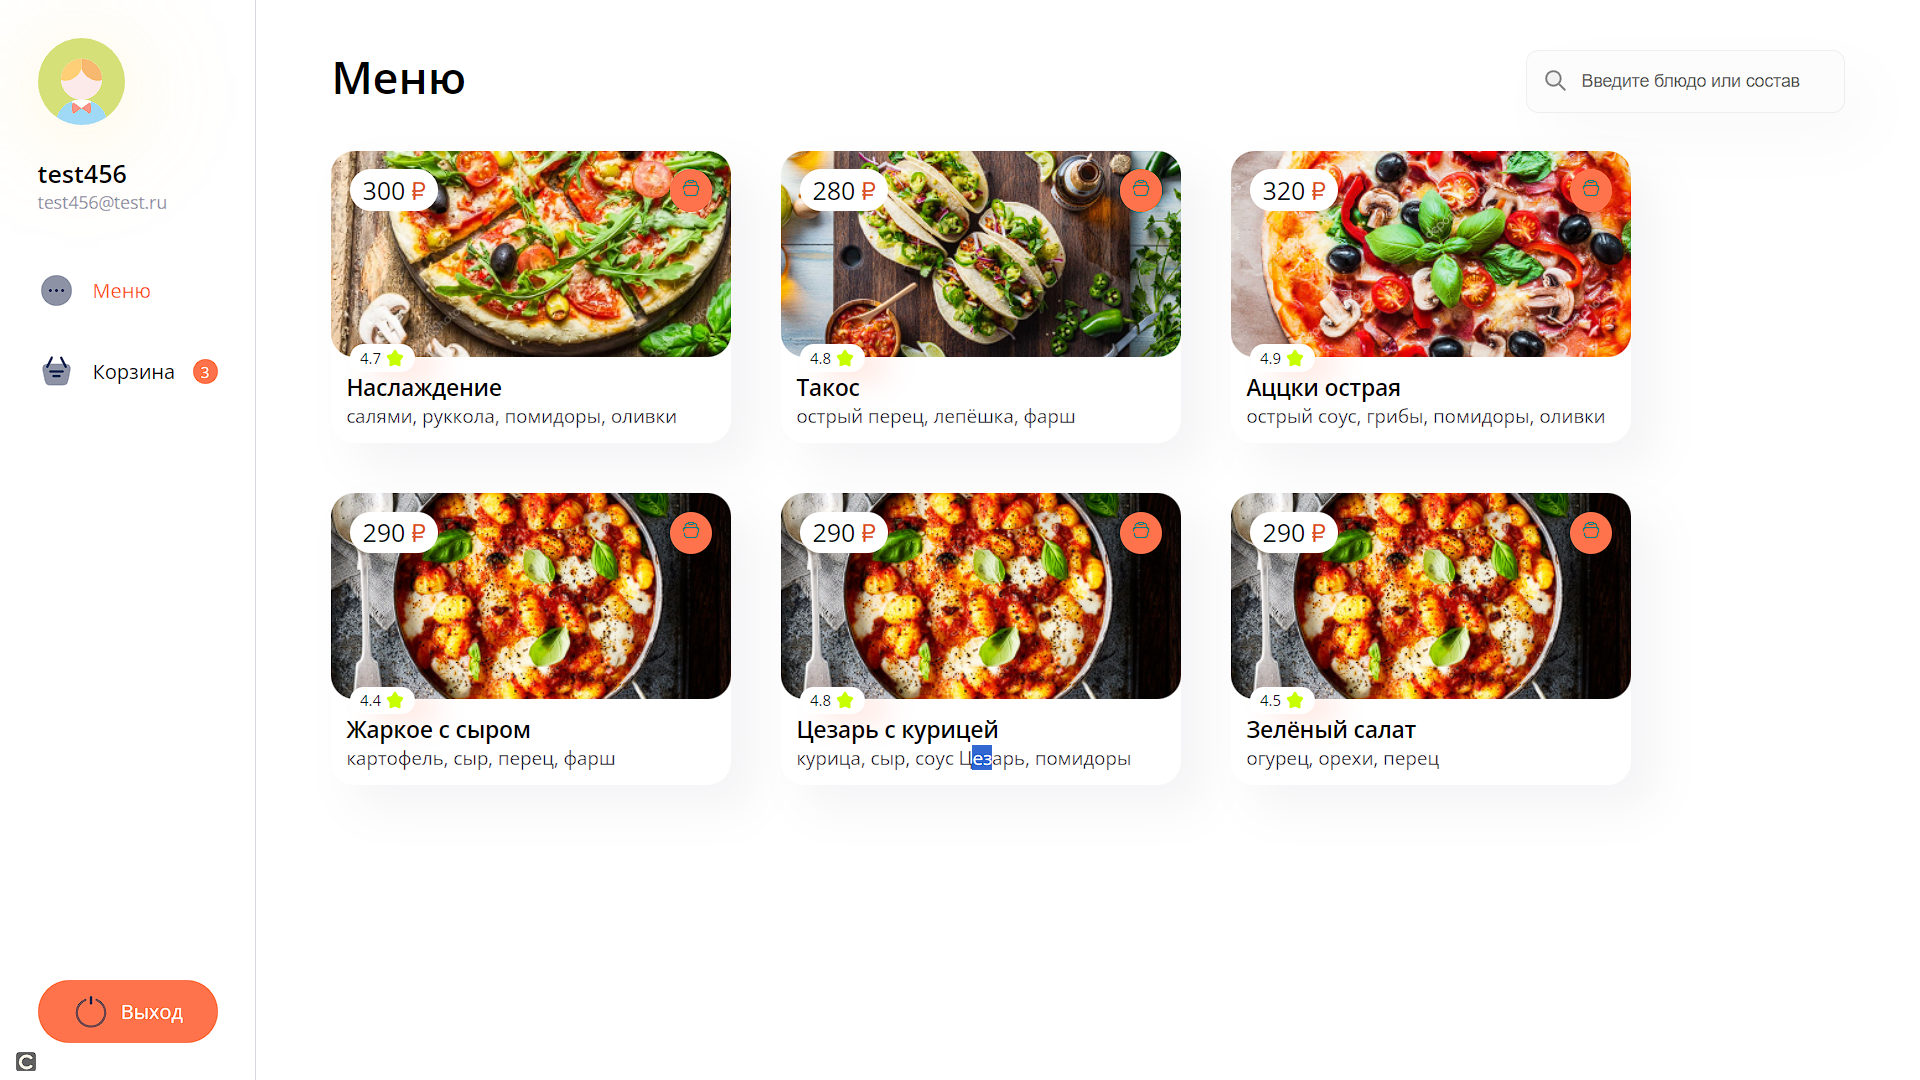 test456
test456@test.ru
Меню
Корзина 3
Выход
Меню
Введите блюдо или состав
300 ₽
4.7
Наслаждение
салями, руккола, помидоры, оливки
280 ₽
4.8
Такос
острый перец, лепёшка, фарш
320 ₽
4.9
Аццки острая
острый соус, грибы, помидоры, оливки
290 ₽
4.4
Жаркое с сыром
картофель, сыр, перец, фарш
290 ₽
4.8
Цезарь с курицей
курица, сыр, соус Цезарь, помидоры
290 ₽
4.5
Зелёный салат
огурец, орехи, перец